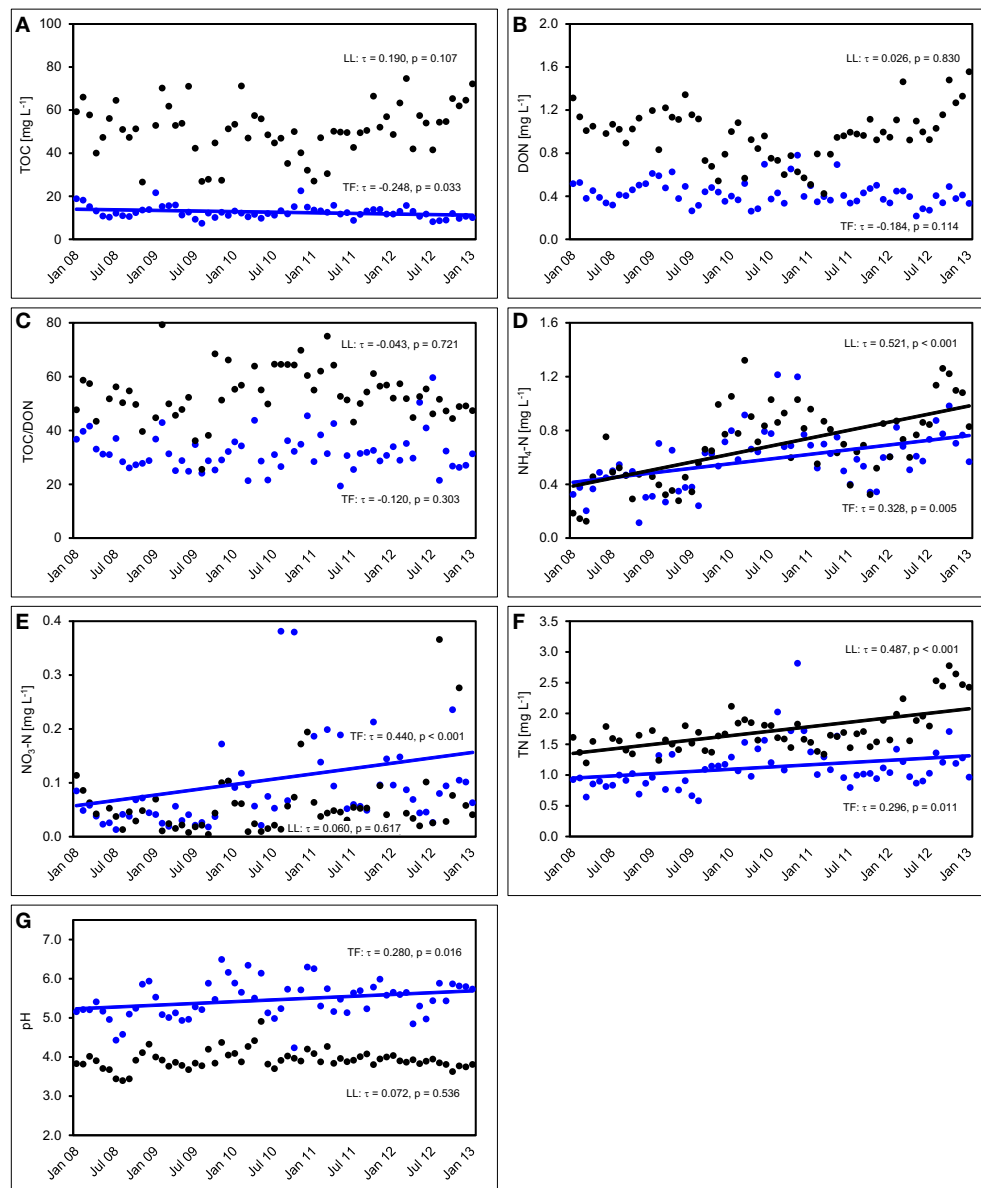 A
100
80
60
40
20
0
TOC [mg L⁻¹]
LL: τ = 0.190, p = 0.107
TF: τ = -0.248, p = 0.033
Jan 08
Jul 08
Jan 09
Jul 09
Jan 10
Jul 10
Jan 11
Jul 11
Jan 12
Jul 12
Jan 13
B
2.0
1.6
1.2
0.8
0.4
0.0
DON [mg L⁻¹]
LL: τ = 0.026, p = 0.830
TF: τ = -0.184, p = 0.114
Jan 08
Jul 08
Jan 09
Jul 09
Jan 10
Jul 10
Jan 11
Jul 11
Jan 12
Jul 12
Jan 13
C
80
60
40
20
0
TOC/DON
LL: τ = -0.043, p = 0.721
TF: τ = -0.120, p = 0.303
Jan 08
Jul 08
Jan 09
Jul 09
Jan 10
Jul 10
Jan 11
Jul 11
Jan 12
Jul 12
Jan 13
D
1.6
1.2
0.8
0.4
0.0
NH₄-N [mg L⁻¹]
LL: τ = 0.521, p < 0.001
TF: τ = 0.328, p = 0.005
Jan 08
Jul 08
Jan 09
Jul 09
Jan 10
Jul 10
Jan 11
Jul 11
Jan 12
Jul 12
Jan 13
E
0.4
0.3
0.2
0.1
0.0
NO₃-N [mg L⁻¹]
TF: τ = 0.440, p < 0.001
LL: τ = 0.060, p = 0.617
Jan 08
Jul 08
Jan 09
Jul 09
Jan 10
Jul 10
Jan 11
Jul 11
Jan 12
Jul 12
Jan 13
F
3.5
3.0
2.5
2.0
1.5
1.0
0.5
0.0
TN [mg L⁻¹]
LL: τ = 0.487, p < 0.001
TF: τ = 0.296, p = 0.011
Jan 08
Jul 08
Jan 09
Jul 09
Jan 10
Jul 10
Jan 11
Jul 11
Jan 12
Jul 12
Jan 13
G
7.0
6.0
5.0
4.0
3.0
2.0
pH
TF: τ = 0.280, p = 0.016
LL: τ = 0.072, p = 0.536
Jan 08
Jul 08
Jan 09
Jul 09
Jan 10
Jul 10
Jan 11
Jul 11
Jan 12
Jul 12
Jan 13